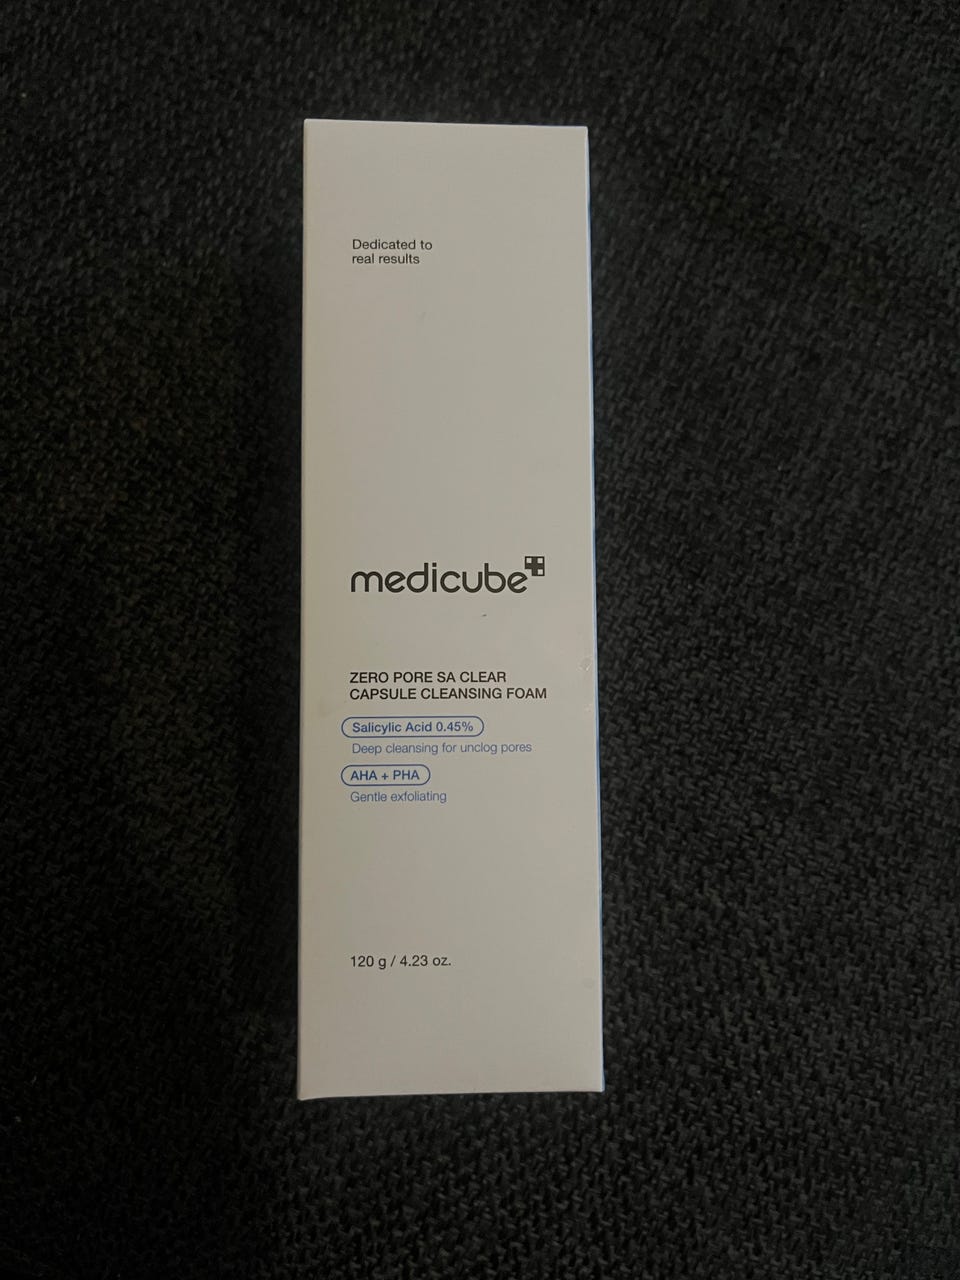 Dedicated to
real results
medicube
ZERO PORE SA CLEAR
CAPSULE CLEANSING FOAM
Salicylic Acid 0.45%
Deep cleansing for unclog pores
AHA + PHA
Gentle exfoliating
120 g / 4.23 oz.